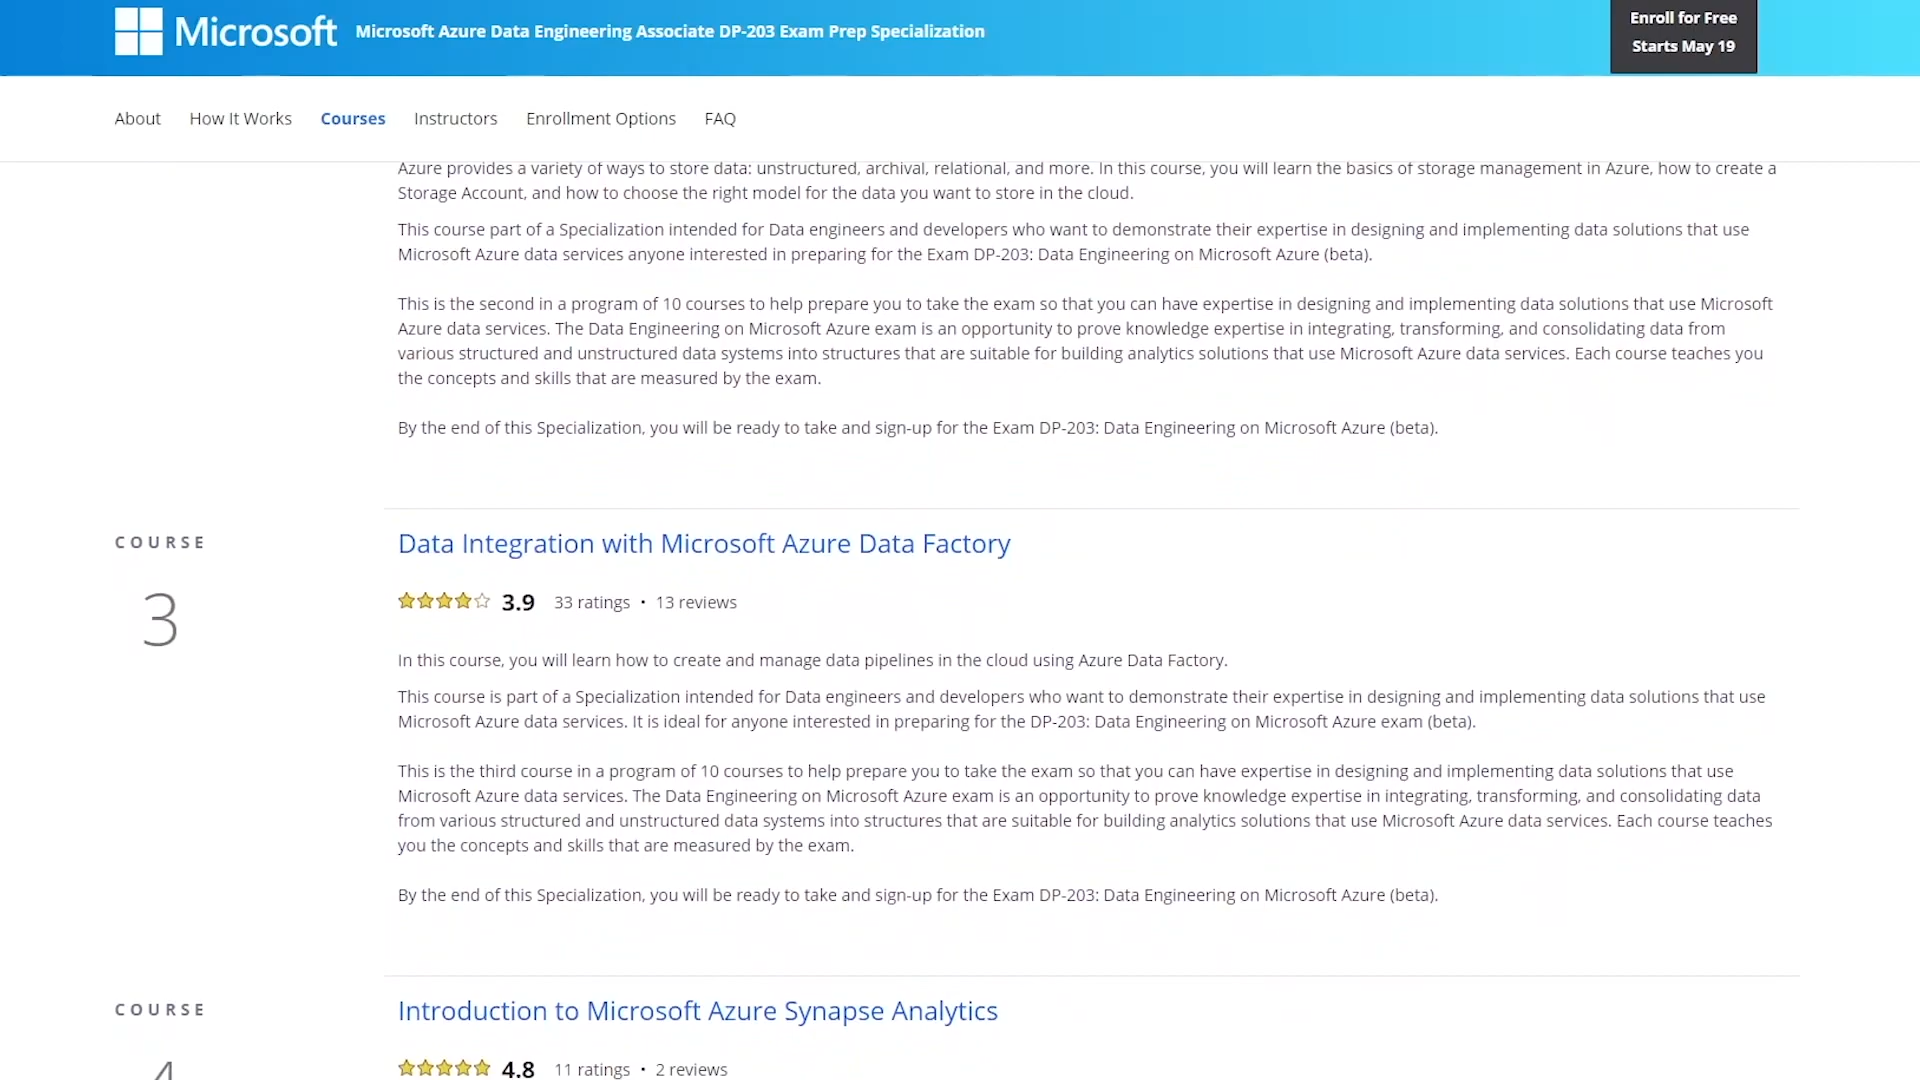 Microsoft
Microsoft Azure Data Engineering Associate DP-203 Exam Prep Specialization
Enroll for Free
Starts May 19
About
How It Works
Courses
Instructors
Enrollment Options
FAQ
Azure provides a variety of ways to store data: unstructured, archival, relational, and more. In this course, you will learn the basics of storage management in Azure, how to create a
Storage Account, and how to choose the right model for the data you want to store in the cloud.
This course part of a Specialization intended for Data engineers and developers who want to demonstrate their expertise in designing and implementing data solutions that use
Microsoft Azure data services anyone interested in preparing for the Exam DP-203: Data Engineering on Microsoft Azure (beta).
This is the second in a program of 10 courses to help prepare you to take the exam so that you can have expertise in designing and implementing data solutions that use Microsoft
Azure data services. The Data Engineering on Microsoft Azure exam is an opportunity to prove knowledge expertise in integrating, transforming, and consolidating data from
various structured and unstructured data systems into structures that are suitable for building analytics solutions that use Microsoft Azure data services. Each course teaches you
the concepts and skills that are measured by the exam.
By the end of this Specialization, you will be ready to take and sign-up for the Exam DP-203: Data Engineering on Microsoft Azure (beta).
COURSE
3
Data Integration with Microsoft Azure Data Factory
3.9 33 ratings • 13 reviews
In this course, you will learn how to create and manage data pipelines in the cloud using Azure Data Factory.
This course is part of a Specialization intended for Data engineers and developers who want to demonstrate their expertise in designing and implementing data solutions that use
Microsoft Azure data services. It is ideal for anyone interested in preparing for the DP-203: Data Engineering on Microsoft Azure exam (beta).
This is the third course in a program of 10 courses to help prepare you to take the exam so that you can have expertise in designing and implementing data solutions that use
Microsoft Azure data services. The Data Engineering on Microsoft Azure exam is an opportunity to prove knowledge expertise in integrating, transforming, and consolidating data
from various structured and unstructured data systems into structures that are suitable for building analytics solutions that use Microsoft Azure data services. Each course teaches
you the concepts and skills that are measured by the exam.
By the end of this Specialization, you will be ready to take and sign-up for the Exam DP-203: Data Engineering on Microsoft Azure (beta).
COURSE
4
Introduction to Microsoft Azure Synapse Analytics
4.8 11 ratings • 2 reviews